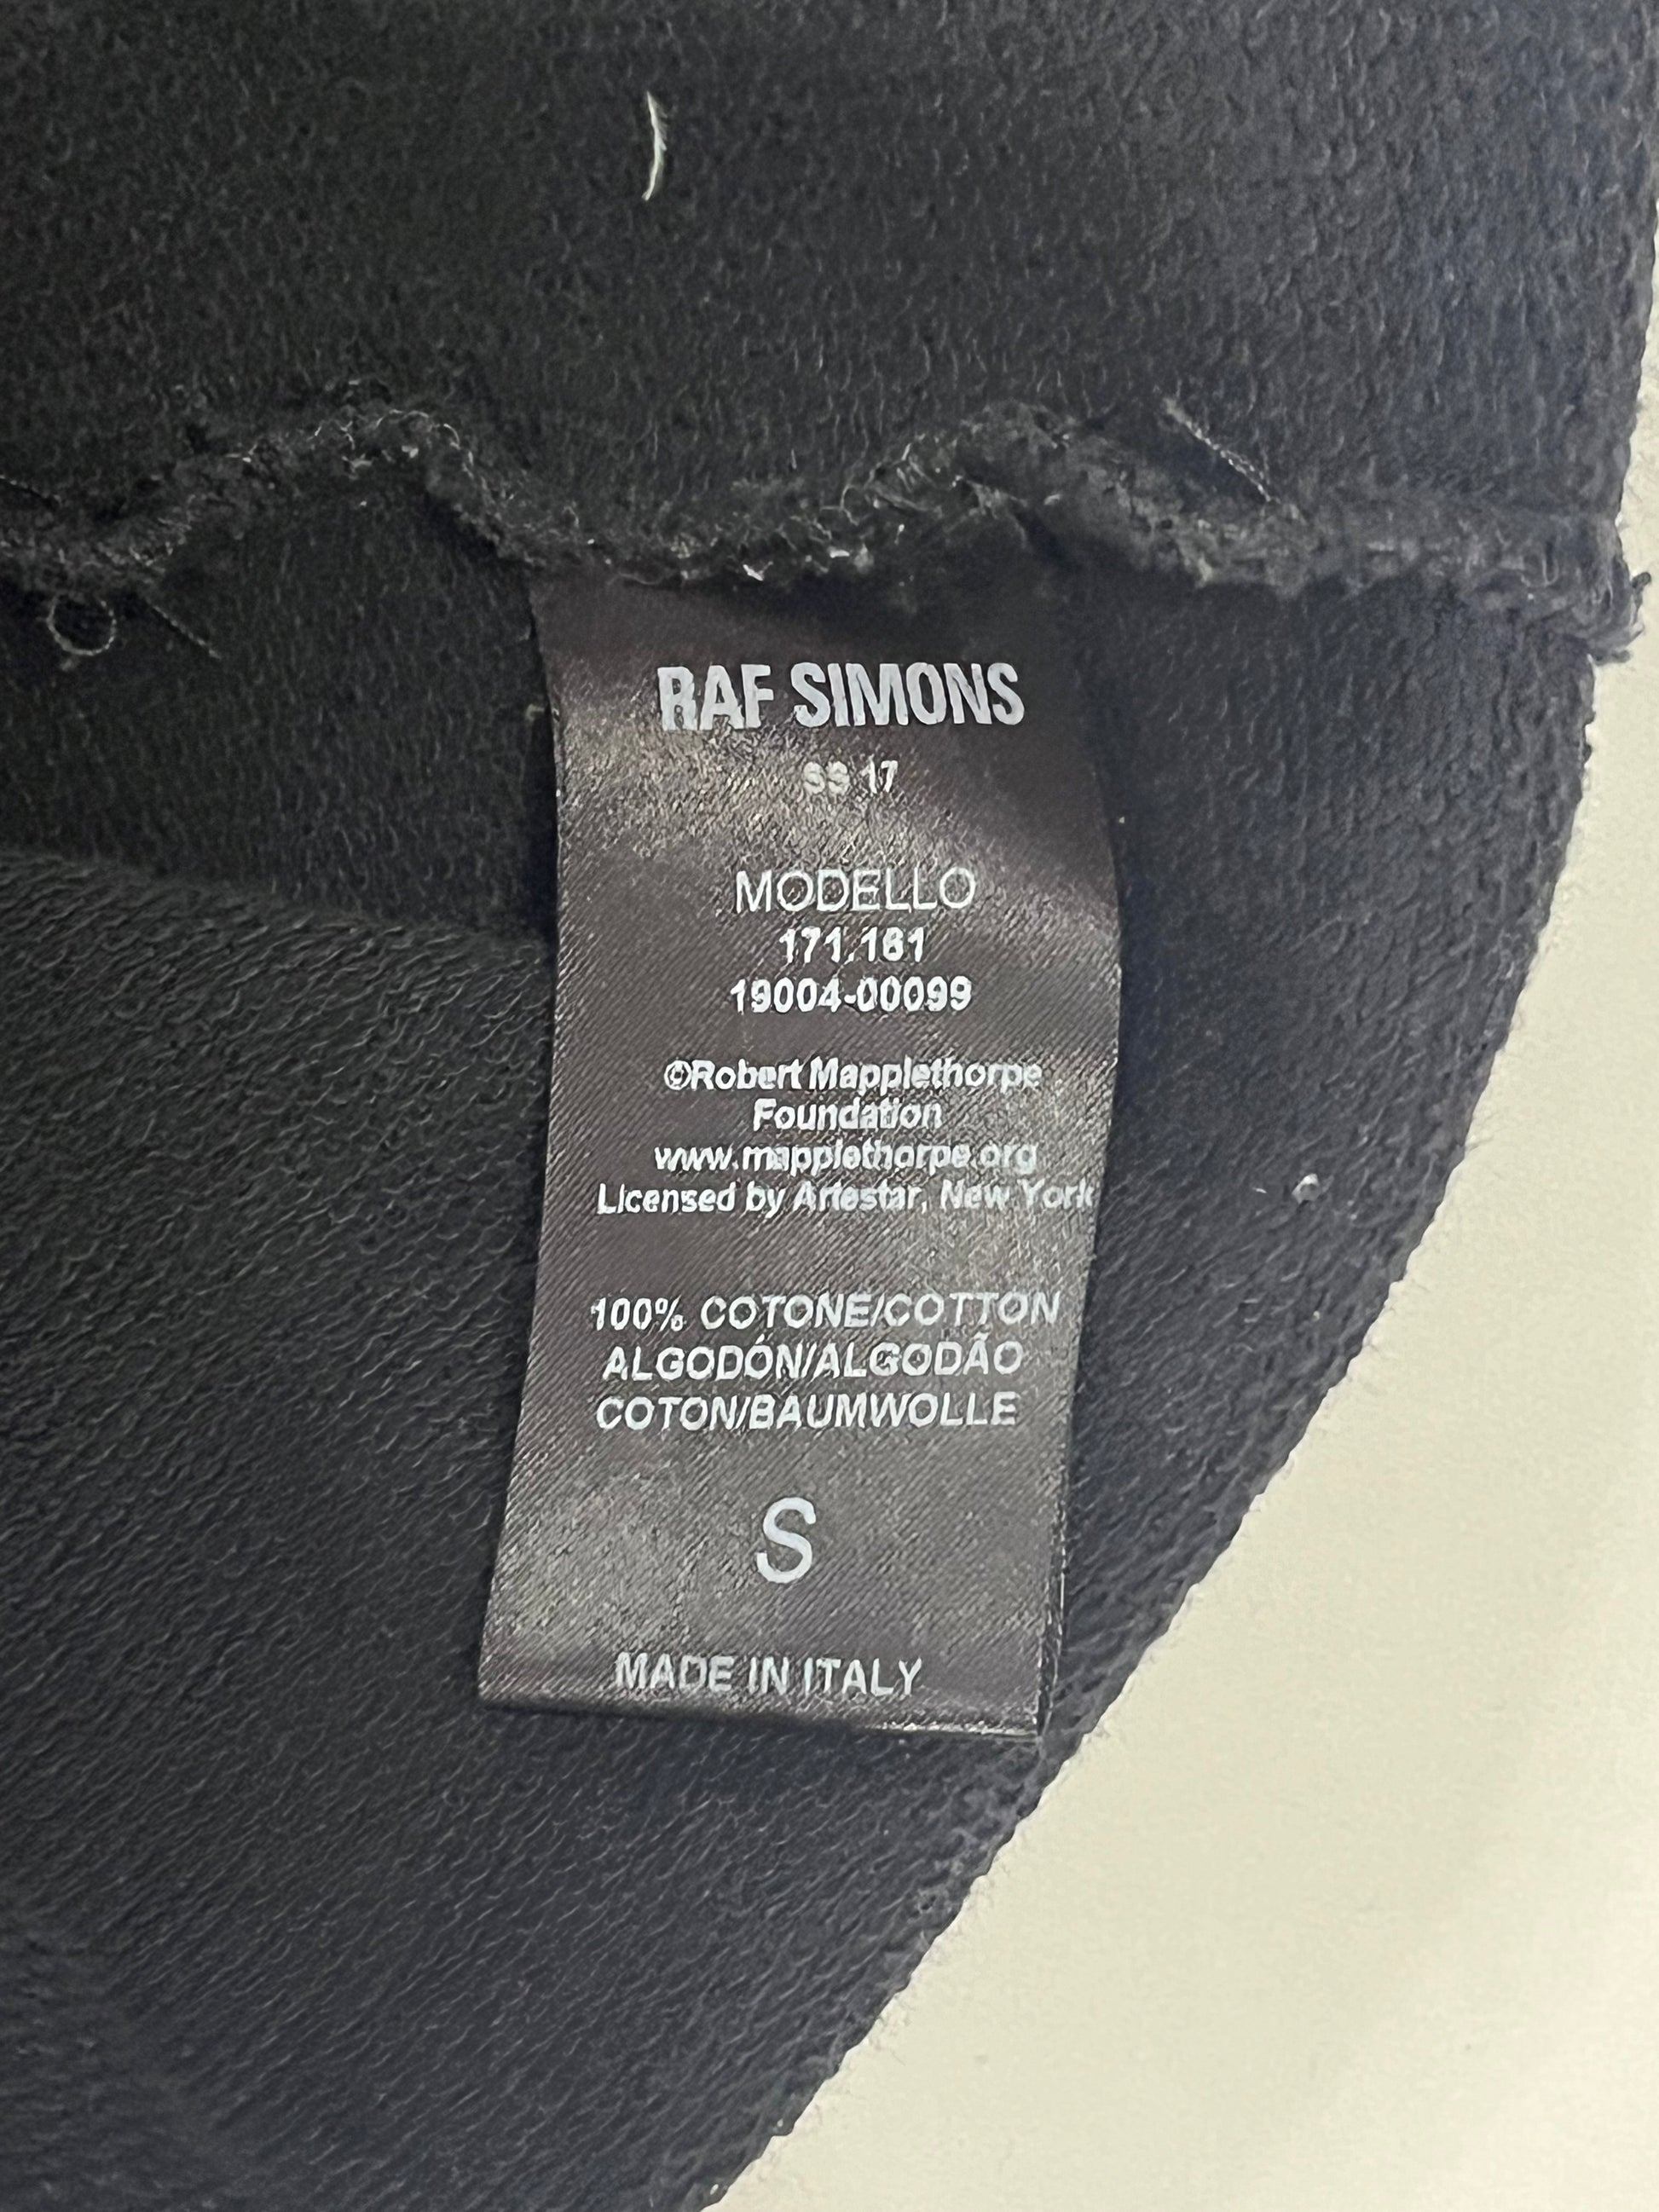 RAF SIMONS
SS 17
MODELLO
171.161
19004-00099
©Robert Mapplethorpe
Foundation
www.mapplethorpe.org
Licensed by Artestar, New York
100% COTONE/COTTON
ALGODÓN/ALGODÃO
COTON/BAUMWOLLE
S
MADE IN ITALY